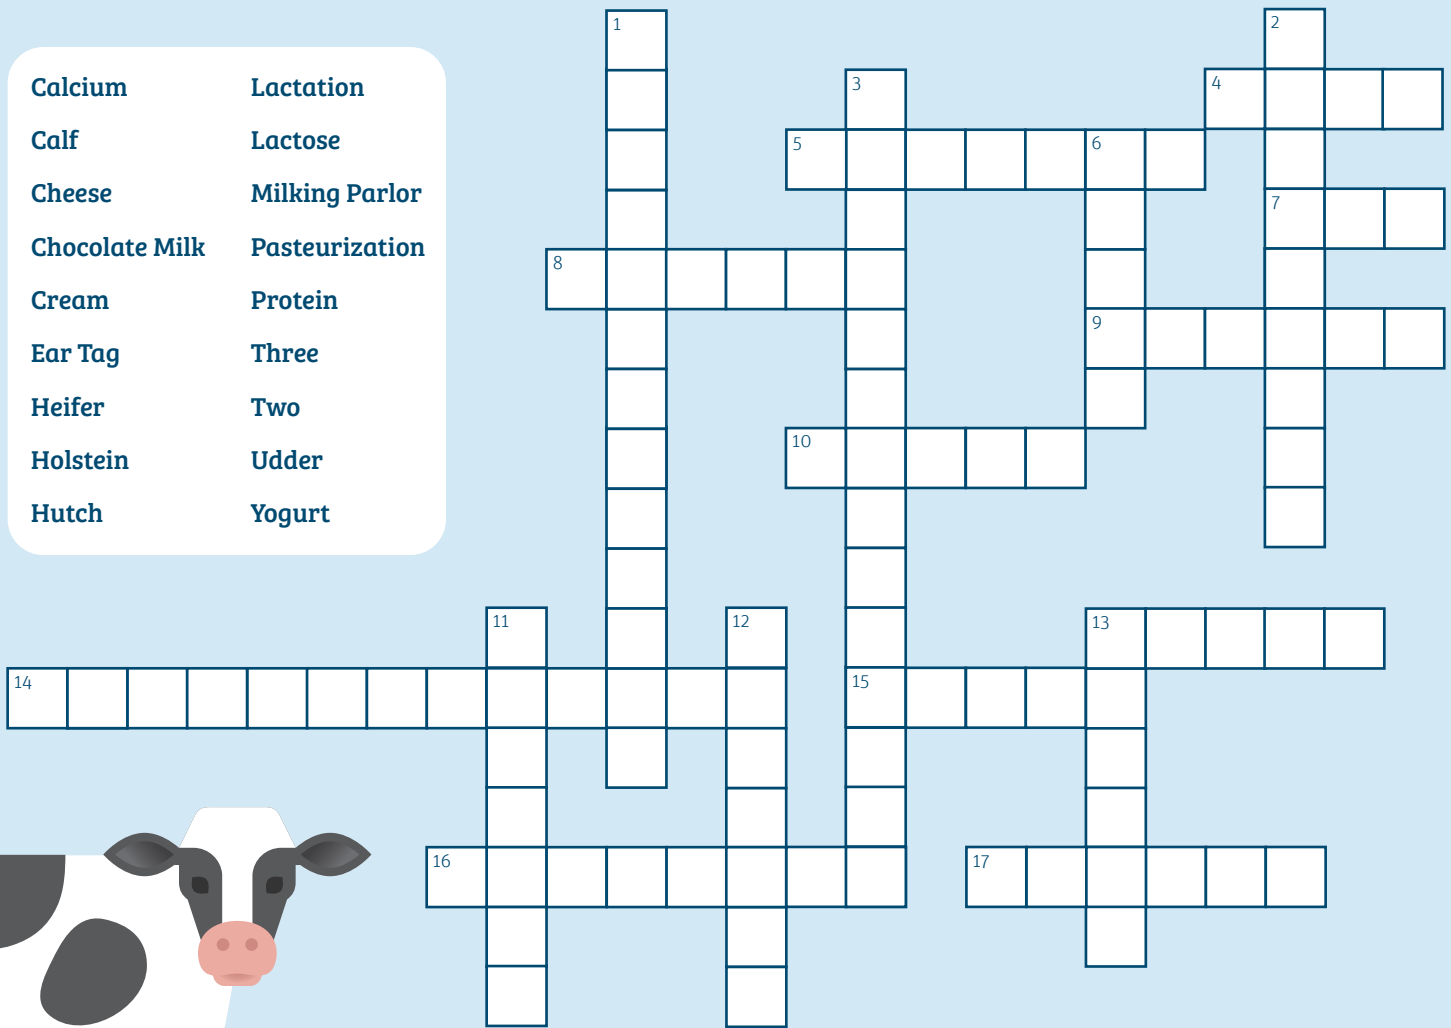 Calcium
Calf
Cheese
Chocolate Milk
Cream
Ear Tag
Heifer
Holstein
Hutch
Lactation
Lactose
Milking Parlor
Pasteurization
Protein
Three
Two
Udder
Yogurt
1
2
3
4
5
6
7
8
9
10
11
12
13
14
15
16
17